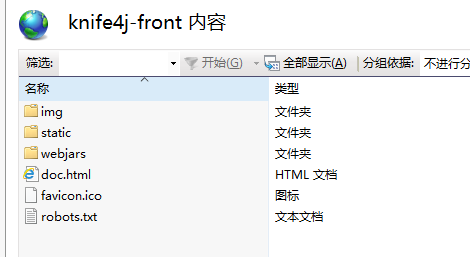 knife4j-front 内容
筛选: 开始(G) 全部显示(A) 分组依据: 不进行分
名称 类型
img 文件夹
static 文件夹
webjars 文件夹
doc.html HTML 文档
favicon.ico 图标
robots.txt 文本文档